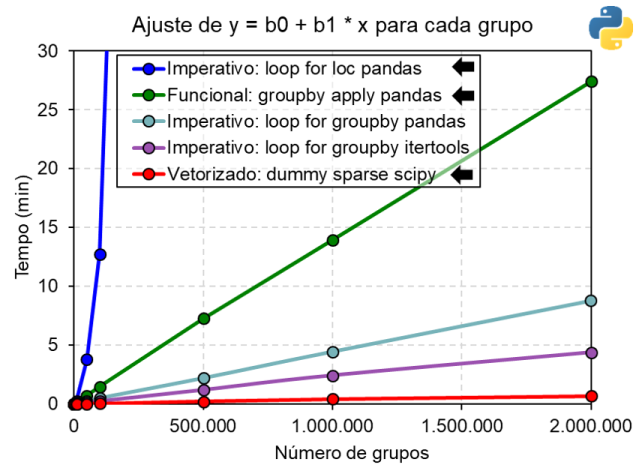 Ajuste de y = b0 + b1 * x para cada grupo
30
25
20
15
10
5
0
Tempo (min)
Imperativo: loop for loc pandas
Funcional: groupby apply pandas
Imperativo: loop for groupby pandas
Imperativo: loop for groupby itertools
Vetorizado: dummy sparse scipy
0
500.000
1.000.000
1.500.000
2.000.000
Número de grupos